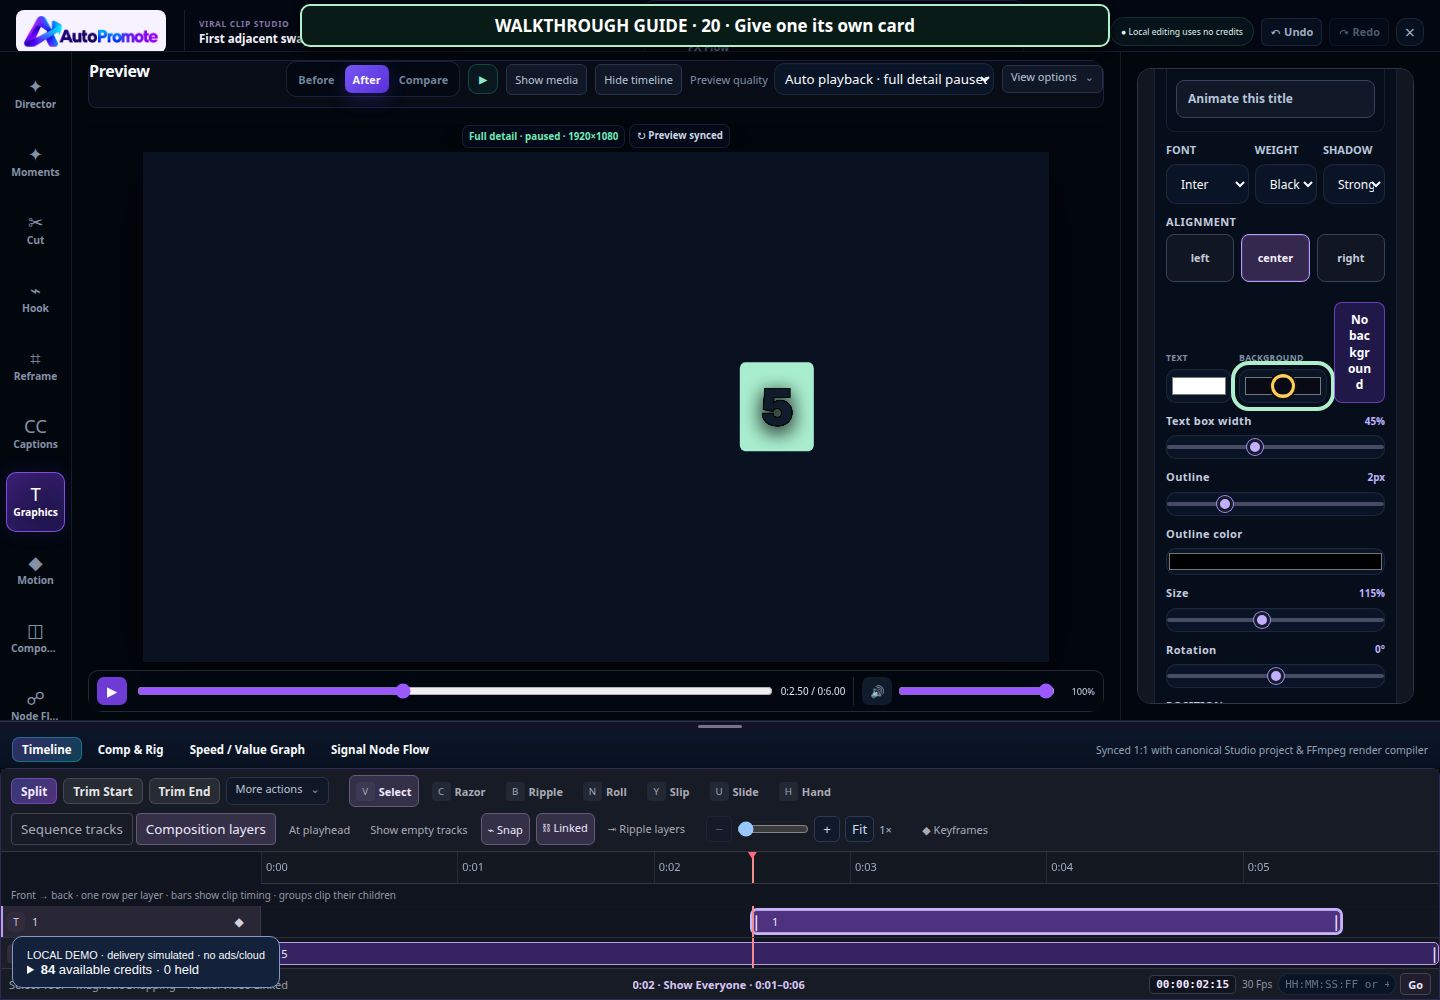 AutoPromote
VIRAL CLIP STUDIO
First adjacent swa
WALKTHROUGH GUIDE · 20 · Give one its own card
● Local editing uses no credits
↶ Undo
↷ Redo
✕
Director
Moments
Cut
Hook
Reframe
CC
Captions
T
Graphics
Motion
Compo...
Node Fl...
Preview
Before
After
Compare
Show media
Hide timeline
Preview quality
Auto playback · full detail paused
View options
Full detail · paused · 1920×1080
↻ Preview synced
5
0:2.50 / 0:6.00
100%
Animate this title
FONT
WEIGHT
SHADOW
Inter
Black
Strong
ALIGNMENT
left
center
right
TEXT
BACKGROUND
No
bac
kgr
oun
d
Text box width
45%
Outline
2px
Outline color
Size
115%
Rotation
0°
Timeline
Comp & Rig
Speed / Value Graph
Signal Node Flow
Synced 1:1 with canonical Studio project & FFmpeg render compiler
Split
Trim Start
Trim End
More actions
V Select
C Razor
B Ripple
N Roll
Y Slip
U Slide
H Hand
Sequence tracks
Composition layers
At playhead
Show empty tracks
Snap
Linked
⇥ Ripple layers
−
+
Fit
1×
◆ Keyframes
0:00
0:01
0:02
0:03
0:04
0:05
Front → back · one row per layer · bars show clip timing · groups clip their children
T 1
1
5
LOCAL DEMO · delivery simulated · no ads/cloud
▶ 84 available credits · 0 held
0:02 · Show Everyone · 0:01–0:06
00:00:02:15
30 Fps
HH:MM:SS:FF or +
Go